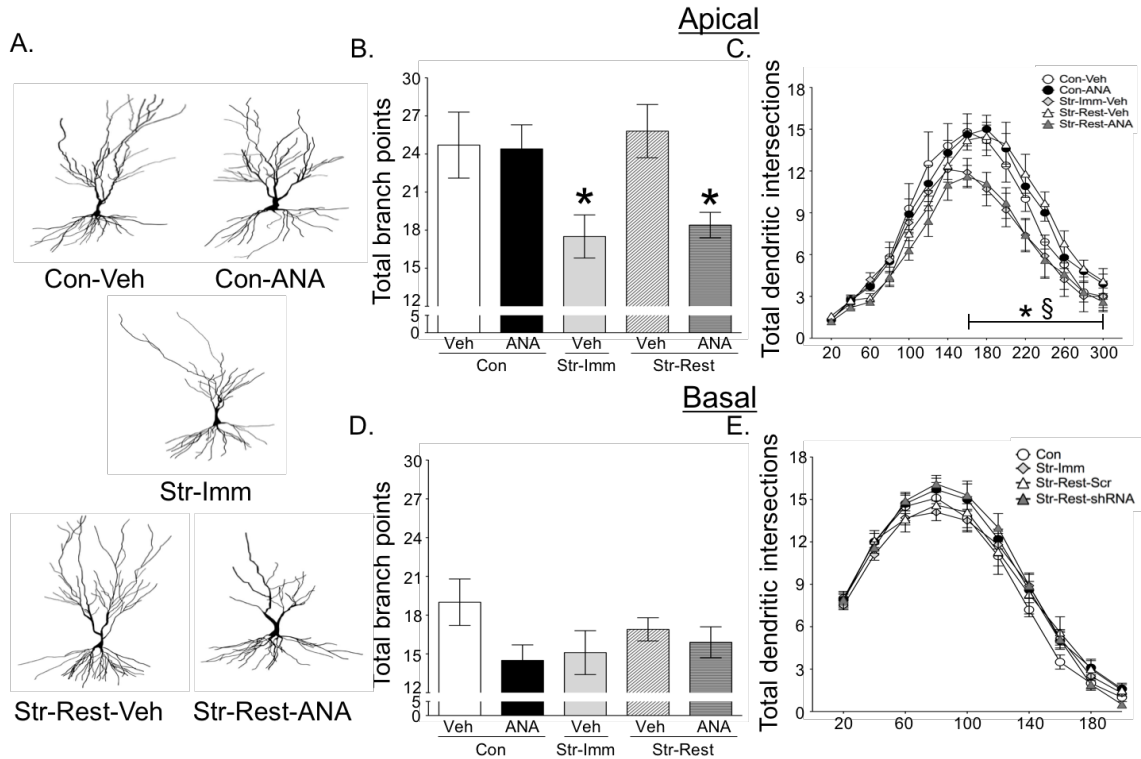 Apical
A.
Con-Veh
Con-ANA
Str-Imm
Str-Rest-Veh
Str-Rest-ANA
B.
Total branch points
30
27
24
21
18
15
12
5
0
Veh ANA Veh Veh ANA
Con Str-Imm Str-Rest
C.
Total dendritic intersections
18
15
12
9
6
3
0
Con-Veh
Con-ANA
Str-Imm-Veh
Str-Rest-Veh
Str-Rest-ANA
* §
20 60 100 140 180 220 260 300
Basal
D.
Total branch points
30
27
24
21
18
15
12
5
0
Veh ANA Veh Veh ANA
Con Str-Imm Str-Rest
E.
Total dendritic intersections
18
15
12
9
6
3
0
Con
Str-Imm
Str-Rest-Scr
Str-Rest-shRNA
20 60 100 140 180